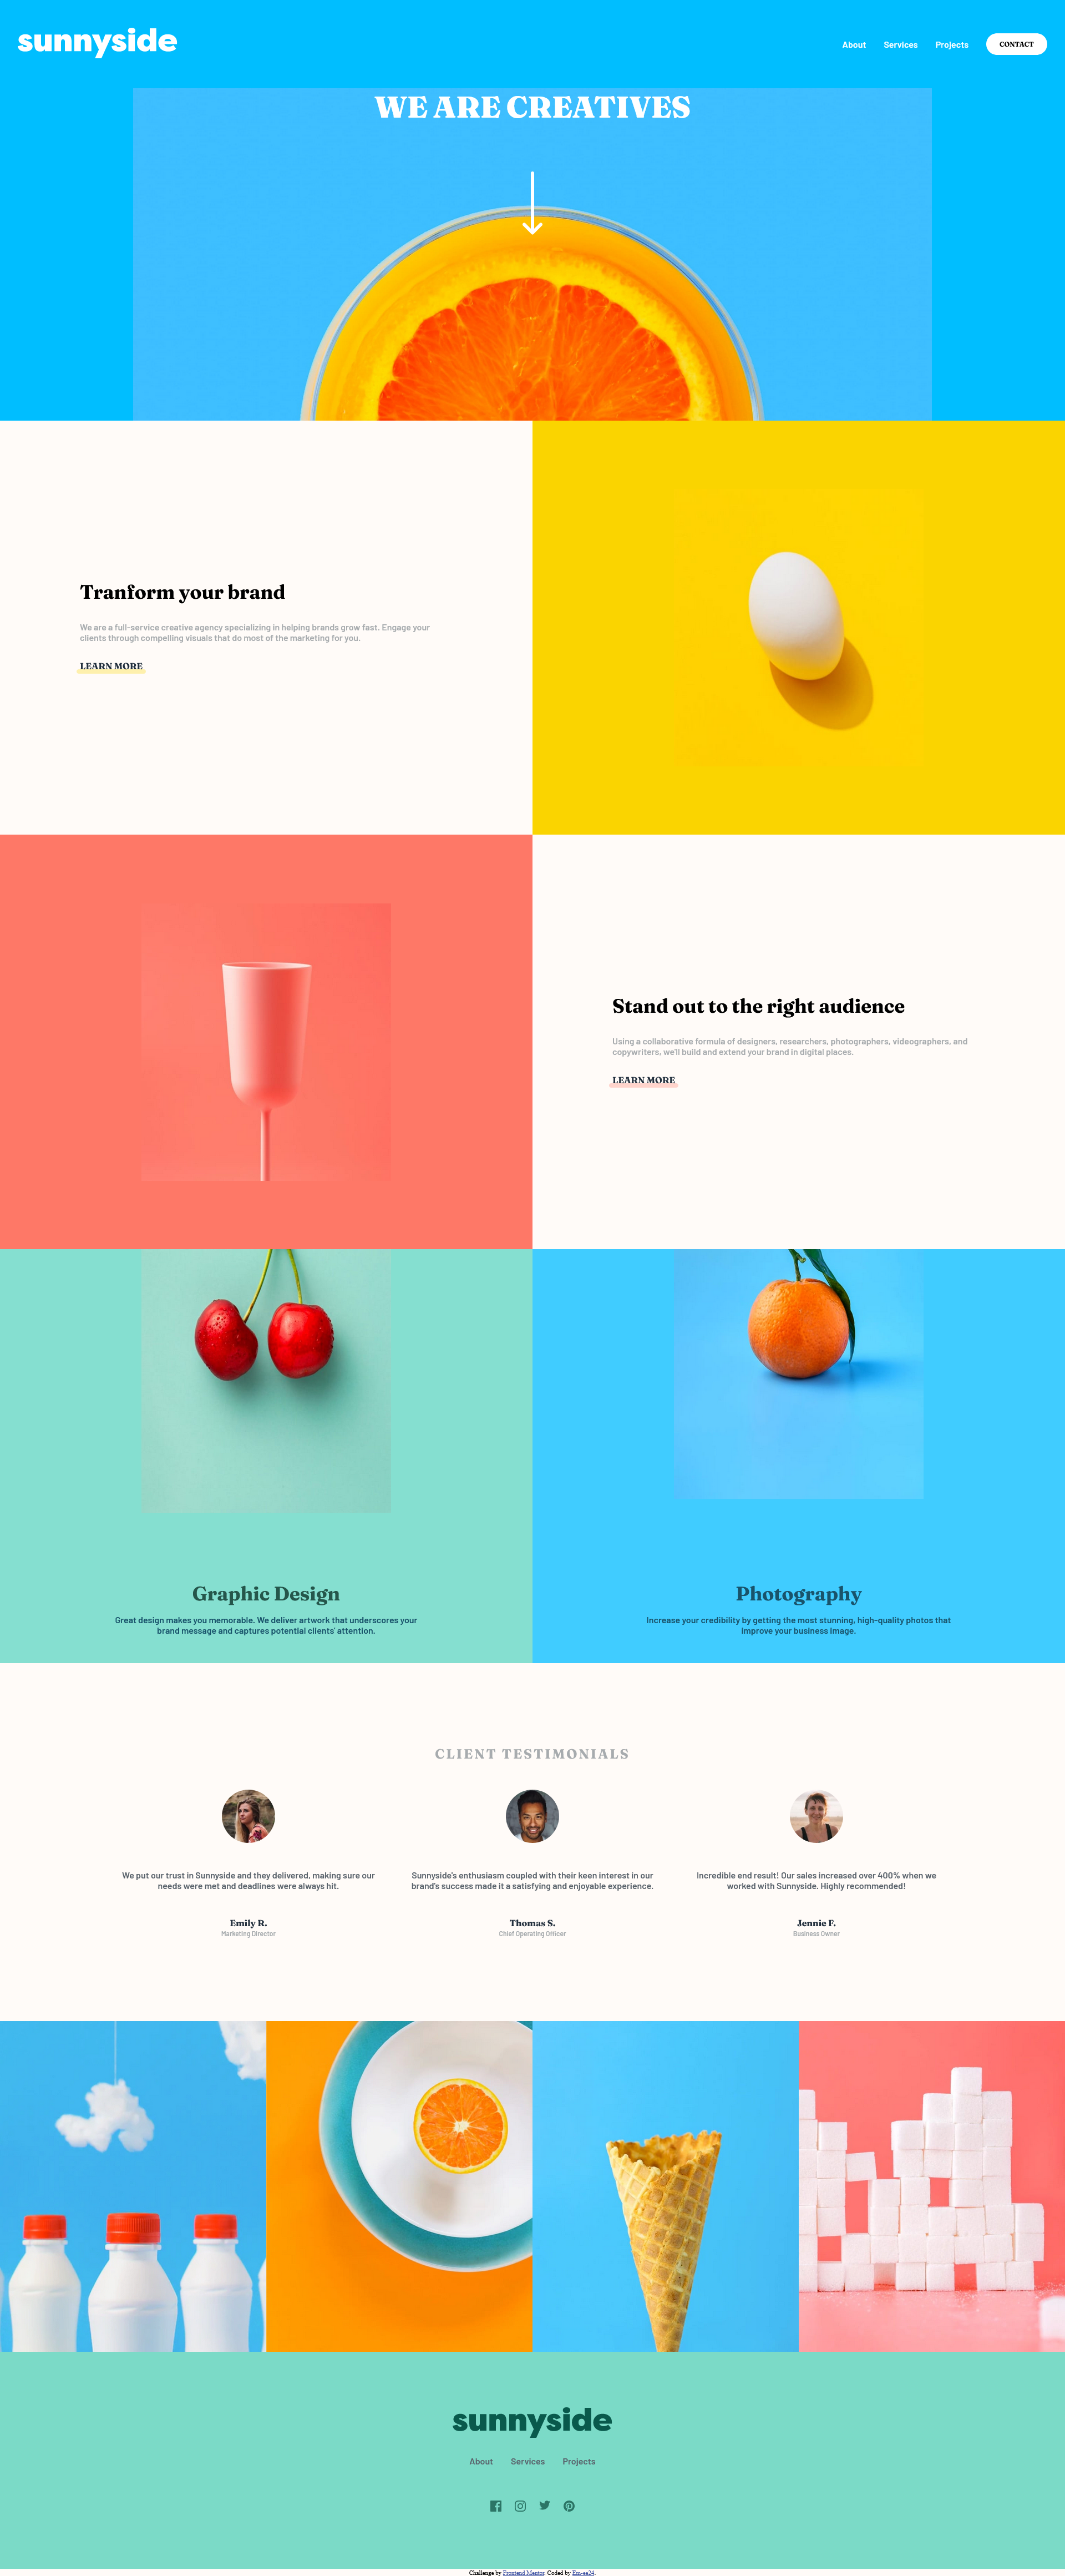 sunnyside
About Services Projects CONTACT
WE ARE CREATIVES
Tranform your brand
We are a full-service creative agency specializing in helping brands grow fast. Engage your
clients through compelling visuals that do most of the marketing for you.
LEARN MORE
Stand out to the right audience
Using a collaborative formula of designers, researchers, photographers, videographers, and
copywriters, we'll build and extend your brand in digital places.
LEARN MORE
Graphic Design
Great design makes you memorable. We deliver artwork that underscores your
brand message and captures potential clients' attention.
Photography
Increase your credibility by getting the most stunning, high-quality photos that
improve your business image.
CLIENT TESTIMONIALS
We put our trust in Sunnyside and they delivered, making sure our
needs were met and deadlines were always hit.
Emily R.
Marketing Director
Sunnyside's enthusiasm coupled with their keen interest in our
brand's success made it a satisfying and enjoyable experience.
Thomas S.
Chief Operating Officer
Incredible end result! Our sales increased over 400% when we
worked with Sunnyside. Highly recommended!
Jennie F.
Business Owner
sunnyside
About Services Projects
Challenge by Frontend Mentor. Coded by Em-ee24.